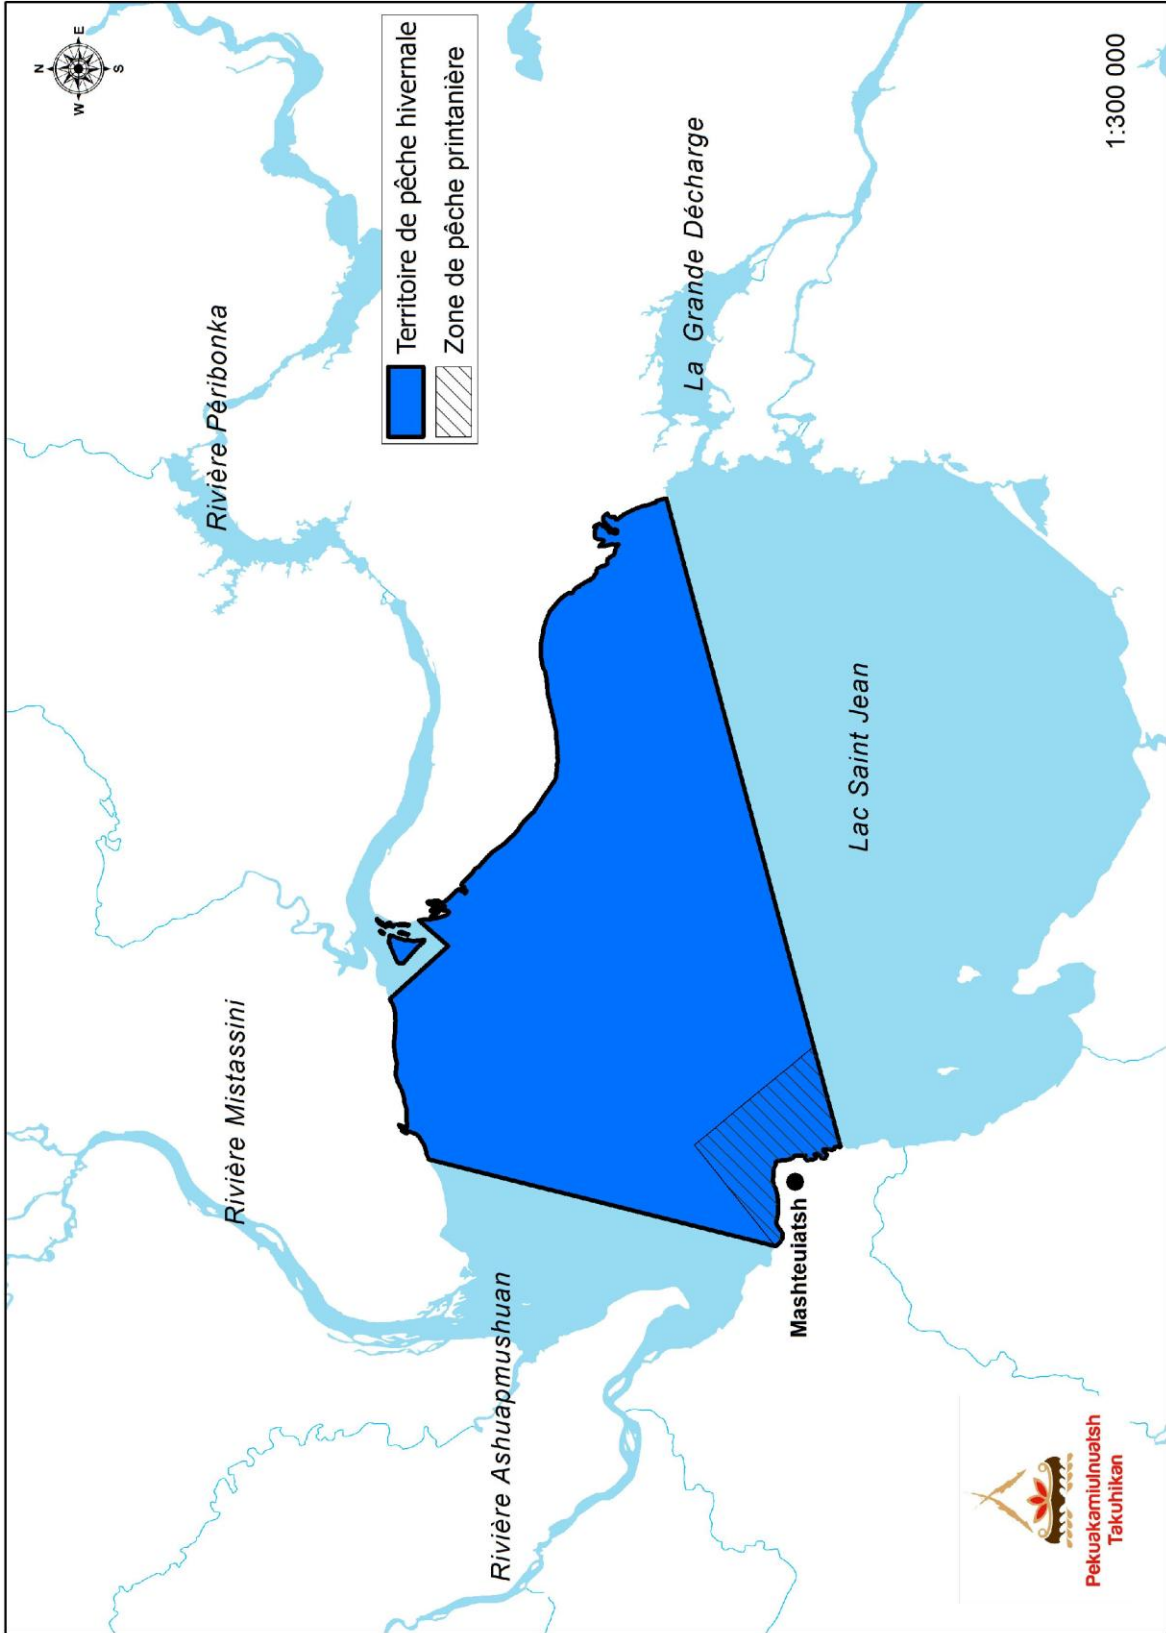 N
W
E
S
Territoire de pêche hivernale
Zone de pêche printanière
Rivière Péribonka
Rivière Mistassini
Rivière Ashuapmushuan
La Grande Décharge
Lac Saint Jean
Mashteuiatsh
Pekuakamiulnuatsh
Takuhikan
1:300 000